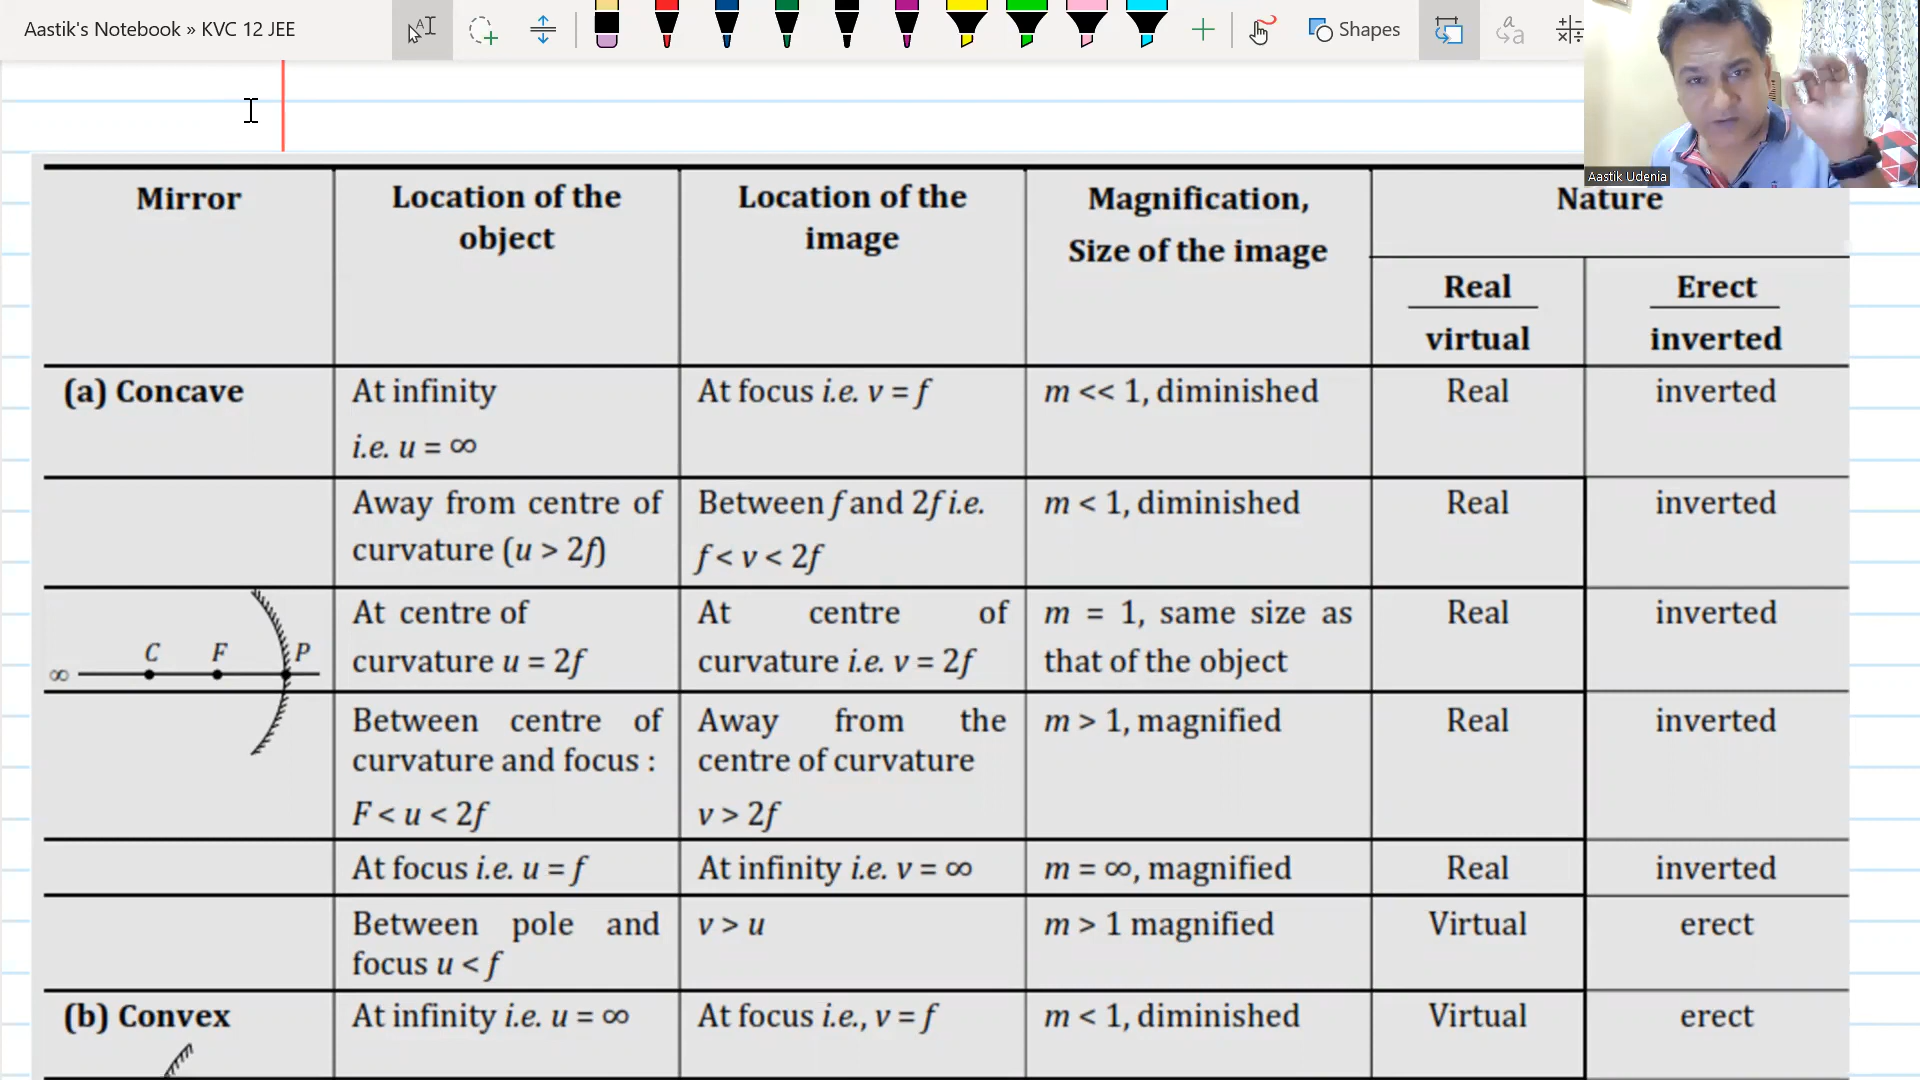 Aastik's Notebook » KVC 12 JEE
Shapes
Aastik Udenia
Mirror
Location of the
object
Location of the
image
Magnification,
Size of the image
Nature
Real
virtual
Erect
inverted
(a) Concave
At infinity
i.e. u = ∞
At focus i.e. v = f
m << 1, diminished
Real
inverted
Away from centre of
curvature (u > 2f)
Between f and 2f i.e.
f < v < 2f
m < 1, diminished
Real
inverted
∞ C F P
At centre of
curvature u = 2f
At centre of
curvature i.e. v = 2f
m = 1, same size as
that of the object
Real
inverted
Between centre of
curvature and focus :
F < u < 2f
Away from the
centre of curvature
v > 2f
m > 1, magnified
Real
inverted
At focus i.e. u = f
At infinity i.e. v = ∞
m = ∞, magnified
Real
inverted
Between pole and
focus u < f
v > u
m > 1 magnified
Virtual
erect
(b) Convex
At infinity i.e. u = ∞
At focus i.e., v = f
m < 1, diminished
Virtual
erect